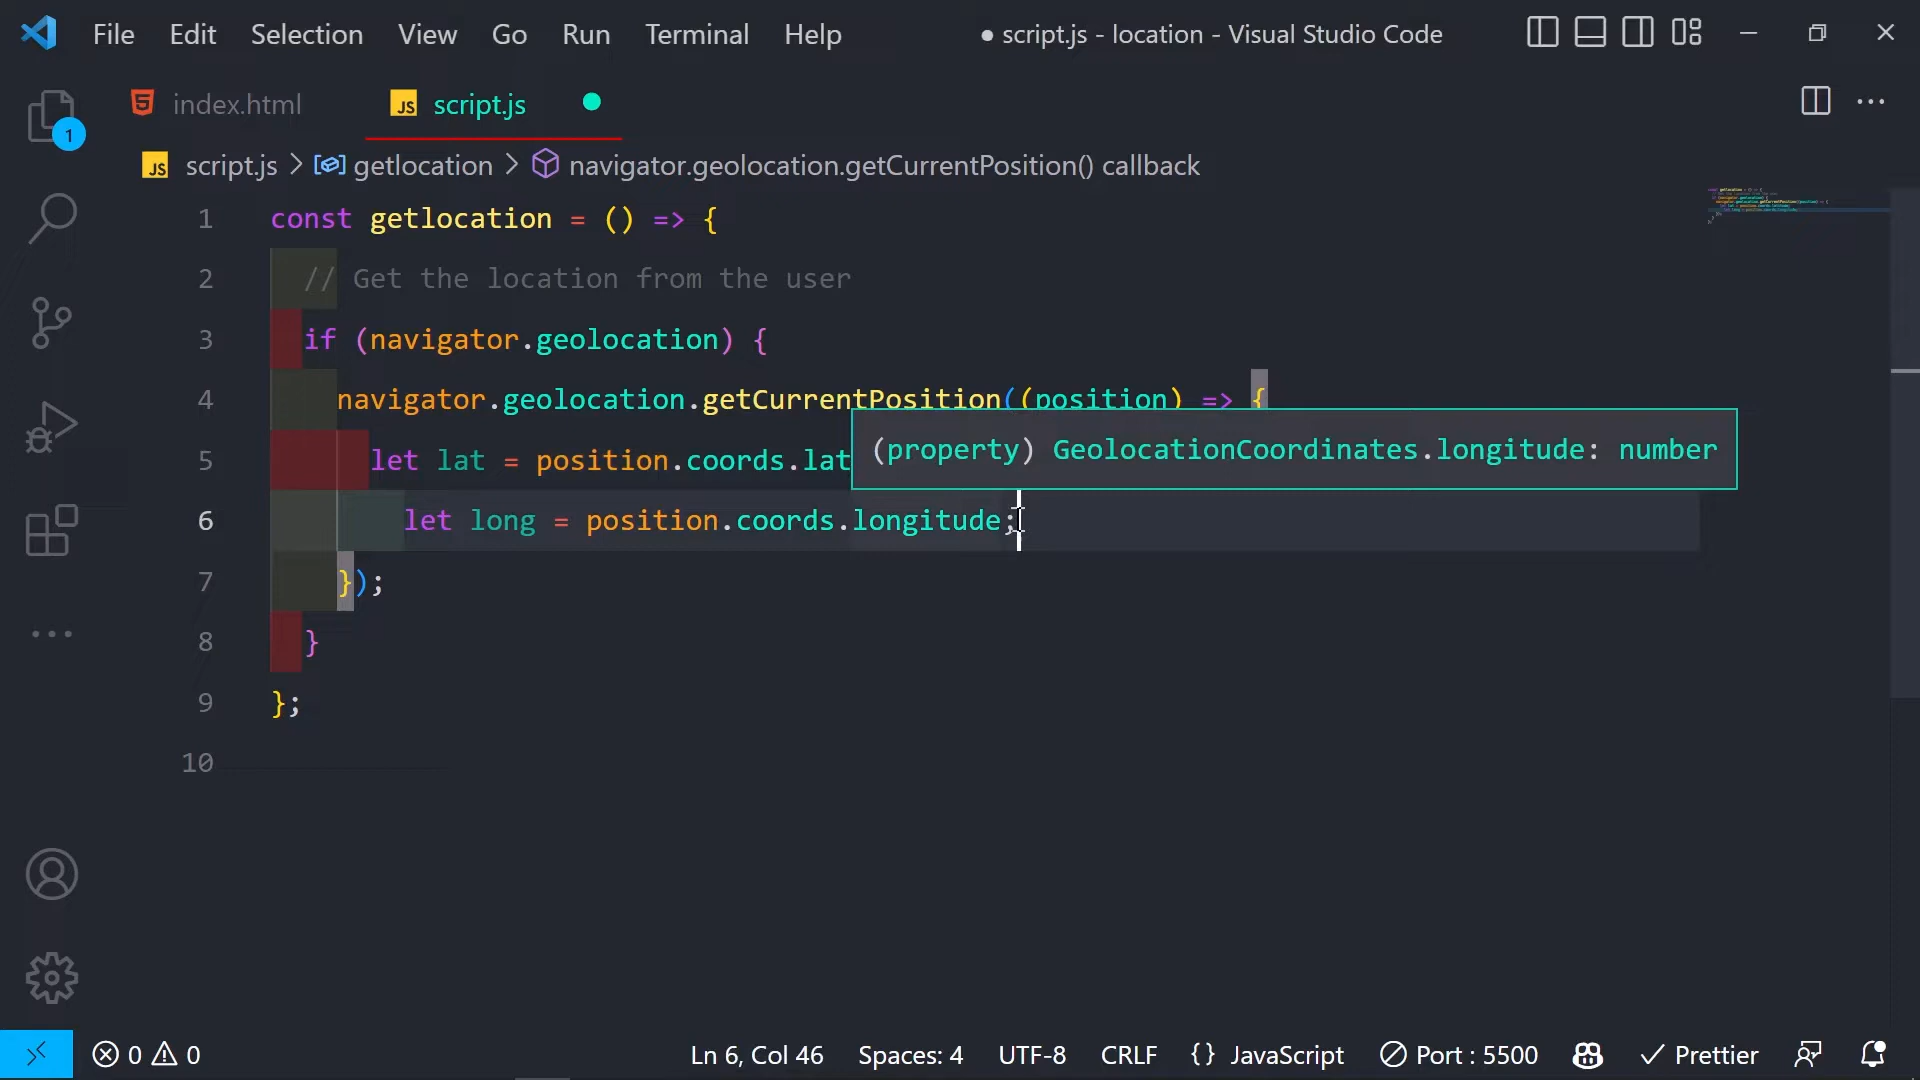 File Edit Selection View Go Run Terminal Help ● script.js - location - Visual Studio Code
index.html JS script.js
1
JS script.js > getlocation > navigator.geolocation.getCurrentPosition() callback
1 const getlocation = () => {
2 // Get the location from the user
3 if (navigator.geolocation) {
4 navigator.geolocation.getCurrentPosition((position) => {
(property) GeolocationCoordinates.longitude: number
5 let lat = position.coords.lat
6 let long = position.coords.longitude;
7 });
8 }
9 };
10
0 0 Ln 6, Col 46 Spaces: 4 UTF-8 CRLF {} JavaScript Port : 5500 Prettier